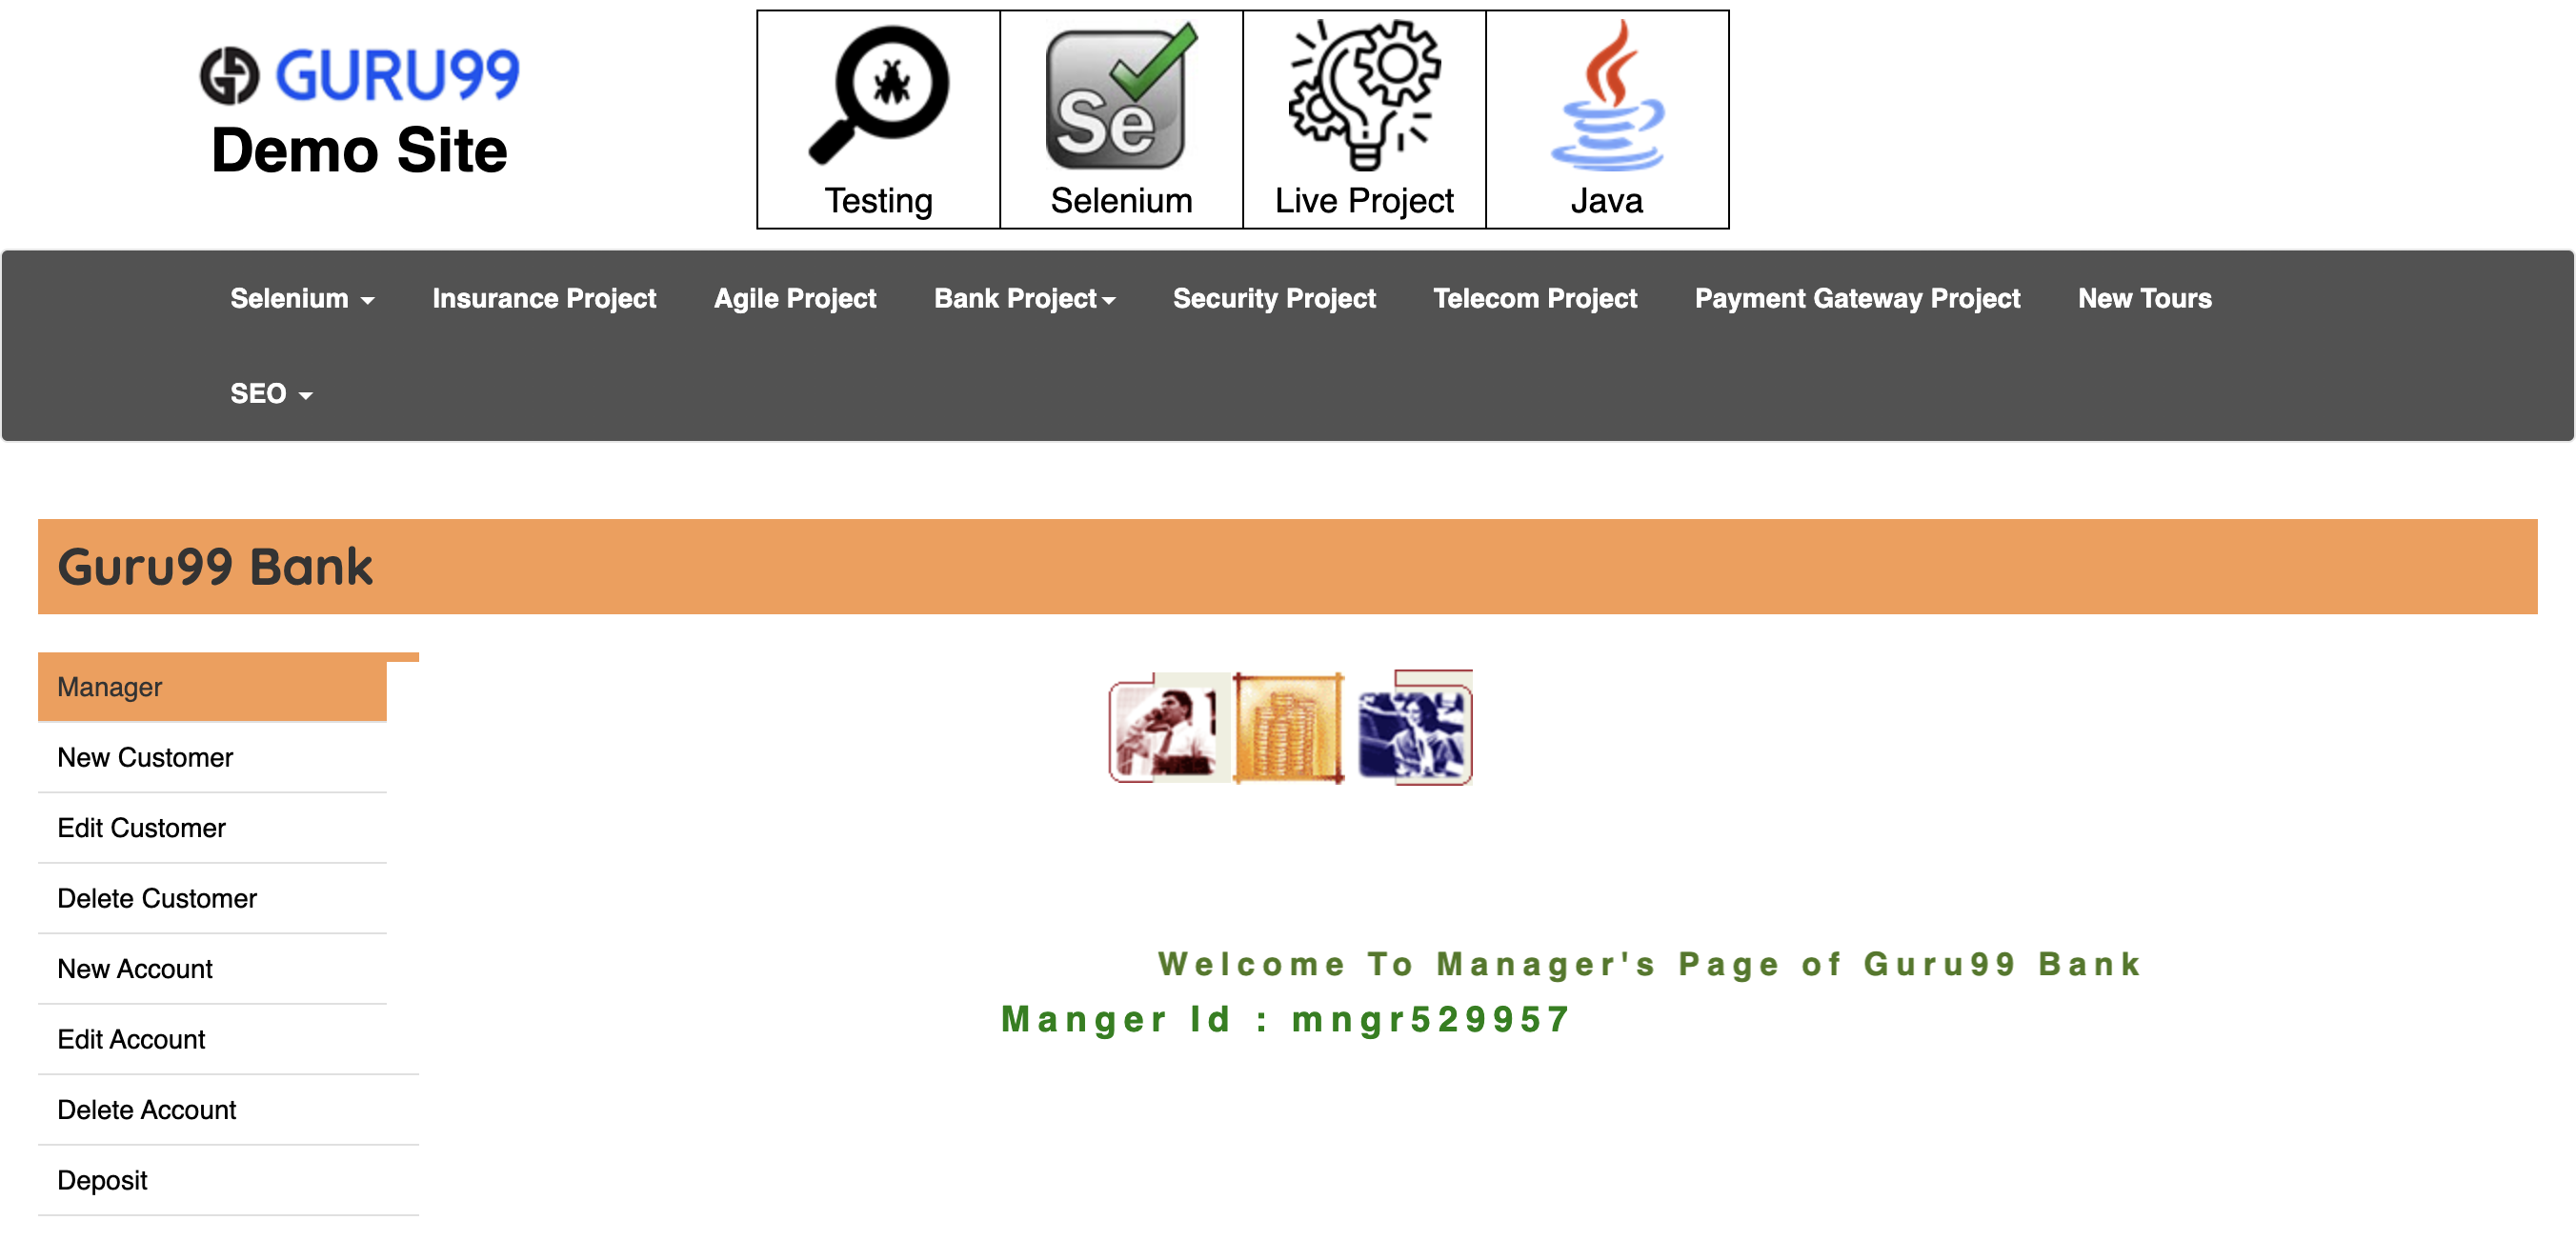 GURU99
Demo Site
Testing
Se
Selenium
Live Project
Java
Selenium
Insurance Project
Agile Project
Bank Project
Security Project
Telecom Project
Payment Gateway Project
New Tours
SEO
Guru99 Bank
Manager
New Customer
Edit Customer
Delete Customer
New Account
Edit Account
Delete Account
Deposit
Welcome To Manager's Page of Guru99 Bank
Manger Id : mngr529957